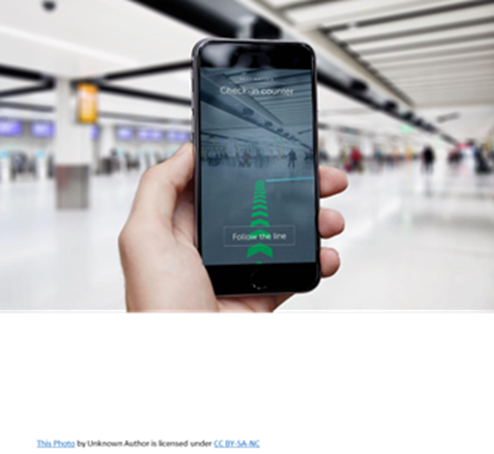 Check-in counter
Follow the line
This Photo by Unknown Author is licensed under CC BY-SA-NC